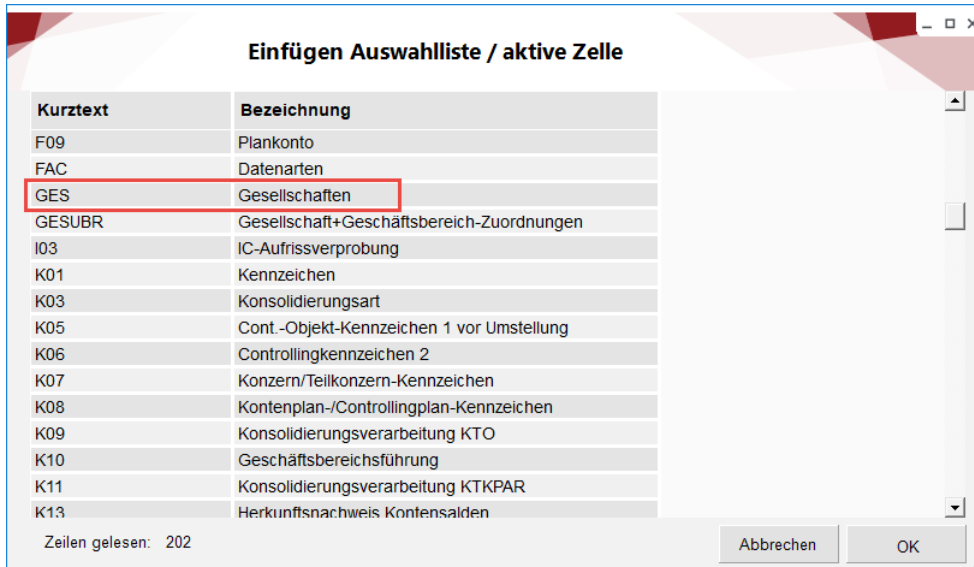 Einfügen Auswahlliste / aktive Zelle
Kurztext Bezeichnung
F09 Plankonto
FAC Datenarten
GES Gesellschaften
GESUBR Gesellschaft+Geschäftsbereich-Zuordnungen
I03 IC-Aufrissverprobung
K01 Kennzeichen
K03 Konsolidierungsart
K05 Cont.-Objekt-Kennzeichen 1 vor Umstellung
K06 Controllingkennzeichen 2
K07 Konzern/Teilkonzern-Kennzeichen
K08 Kontenplan-/Controllingplan-Kennzeichen
K09 Konsolidierungsverarbeitung KTO
K10 Geschäftsbereichsführung
K11 Konsolidierungsverarbeitung KTKPAR
K13 Herkunftsnachweis Kontensalden
Zeilen gelesen: 202 Abbrechen OK